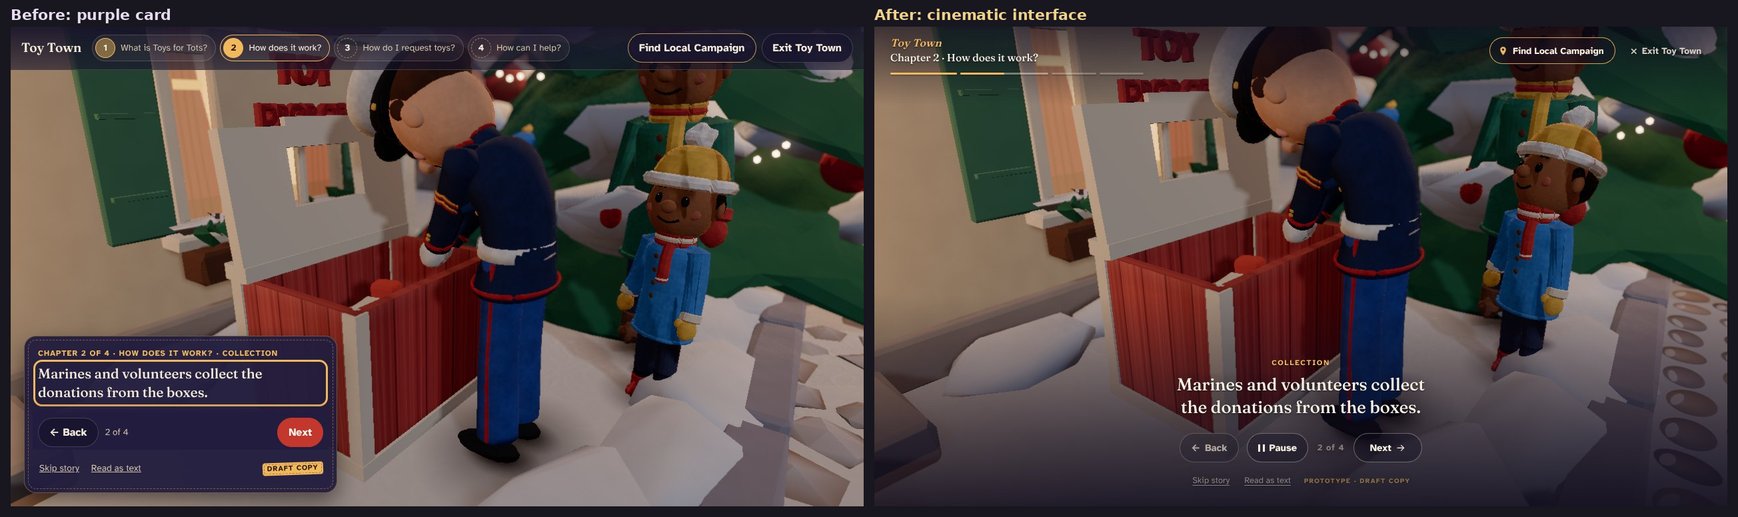 Before: purple card
Toy Town
1 What is Toys for Tots?
2 How does it work?
3 How do I request toys?
4 How can I help?
Find Local Campaign
Exit Toy Town
TOY
CHAPTER 2 OF 4 · HOW DOES IT WORK? · COLLECTION
Marines and volunteers collect the
donations from the boxes.
← Back
2 of 4
Next
Skip story
Read as text
DRAFT COPY
After: cinematic interface
Toy Town
Chapter 2 · How does it work?
Find Local Campaign
× Exit Toy Town
TOY
COLLECTION
Marines and volunteers collect
the donations from the boxes.
← Back
Pause
2 of 4
Next →
Skip story
Read as text
PROTOTYPE · DRAFT COPY